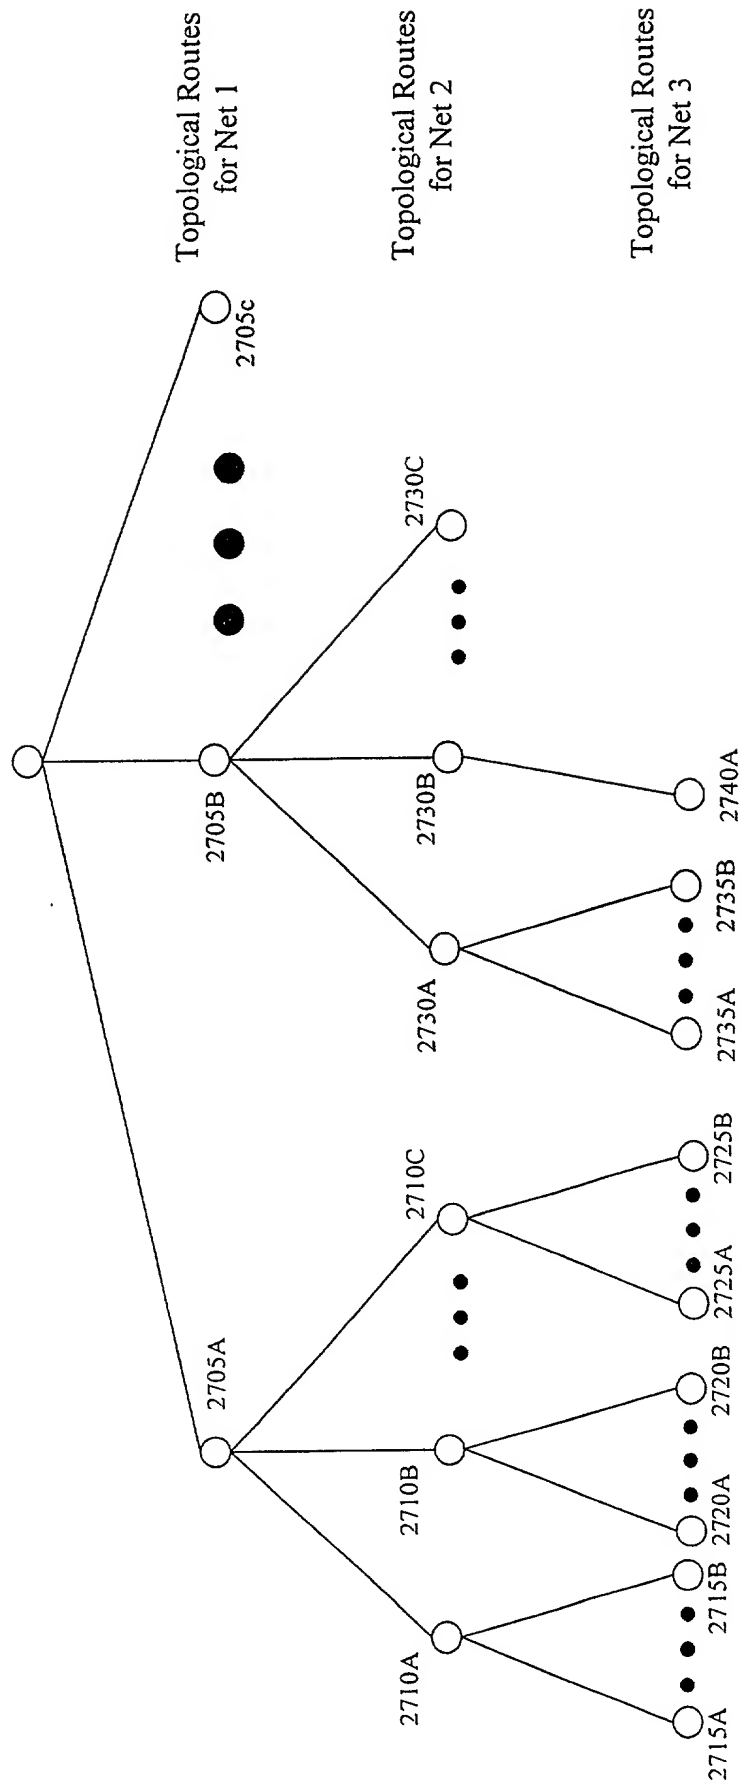 Topological Routes
for Net 1
2705A
2705B
2705c
Topological Routes
for Net 2
2710A
2710B
2710C
2730A
2730B
2730C
Topological Routes
for Net 3
2715A
2715B
2720A
2720B
2725A
2725B
2735A
2735B
2740A